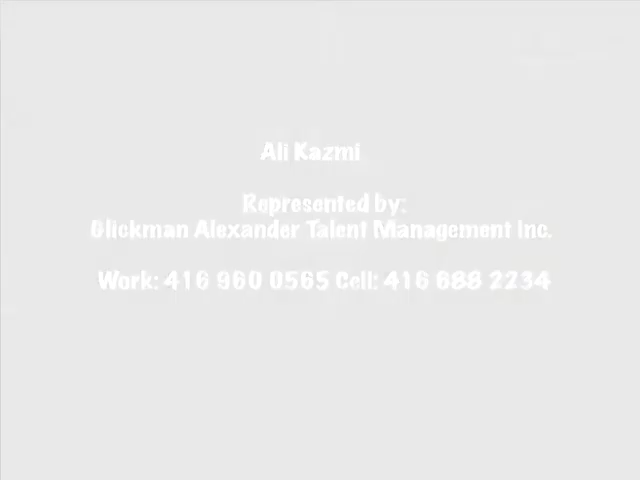 Ali Kazmi
Represented by:
Glickman Alexander Talent Management Inc.
Work: 416 960 0565 Cell: 416 688 2234